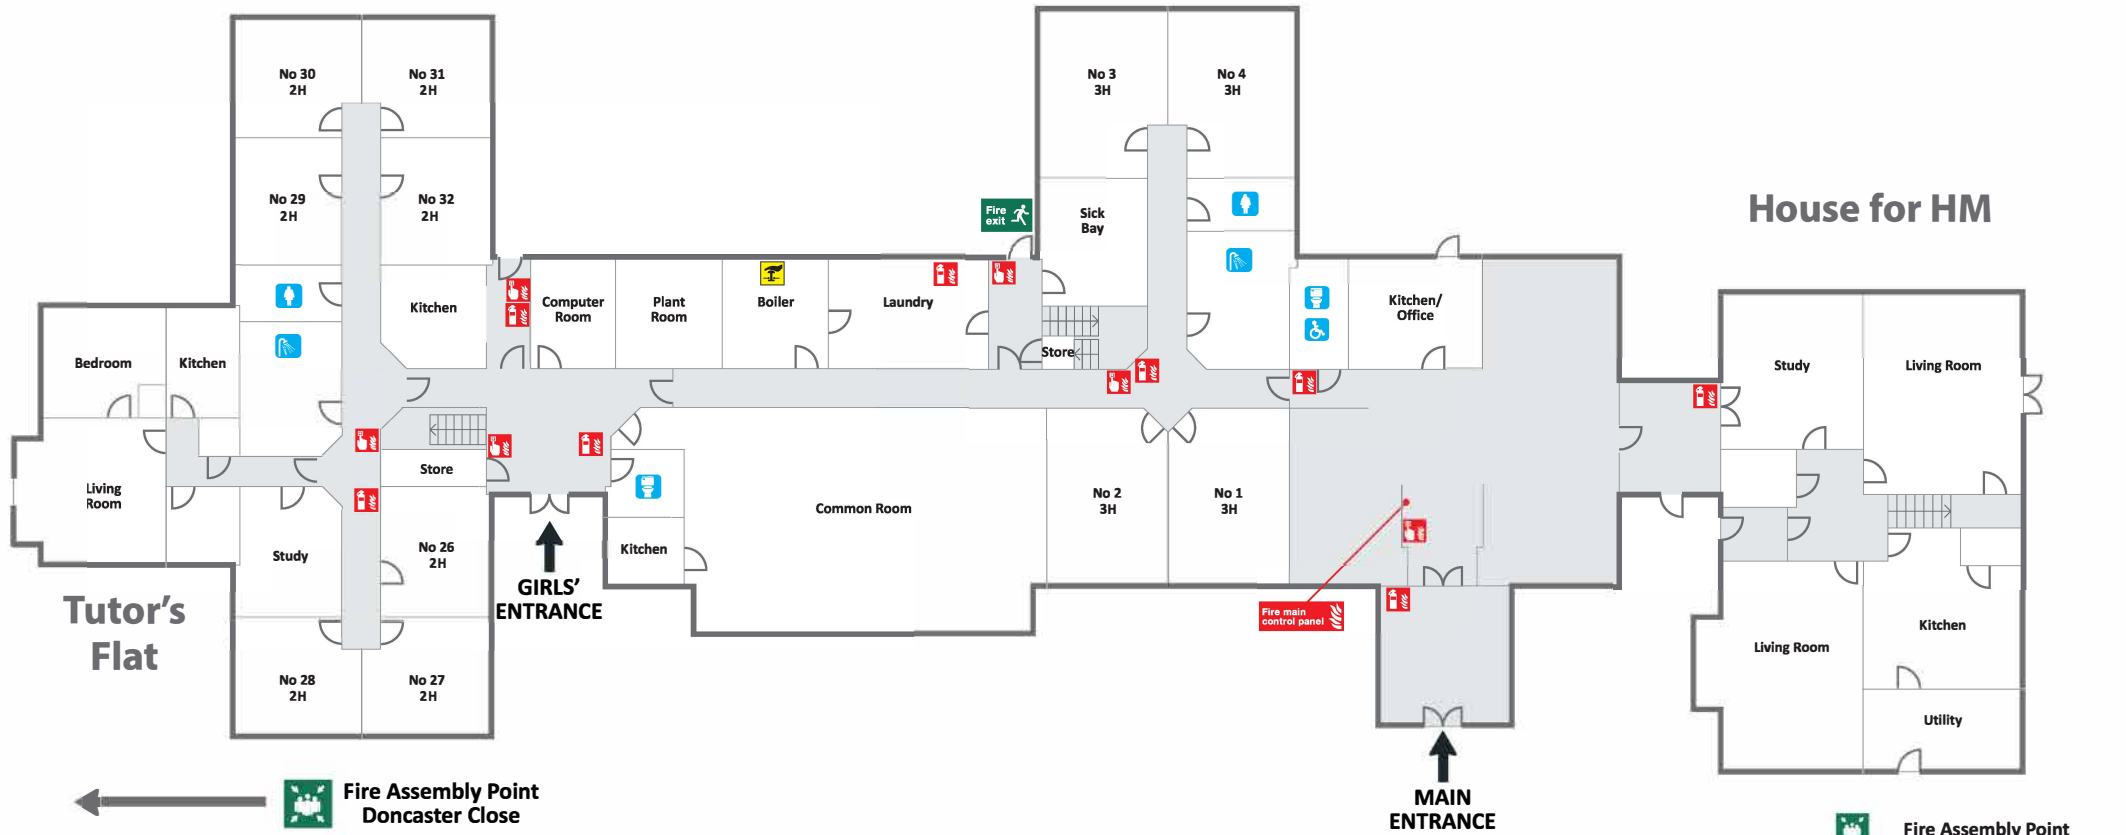 No 30
2H
No 31
2H
No 3
3H
No 4
3H
No 29
2H
No 32
2H
Fire
exit
Sick
Bay
House for HM
Kitchen
Computer
Room
Plant
Room
Boiler
Laundry
Kitchen/
Office
Bedroom
Kitchen
Store
Study
Living Room
Store
Living
Room
Study
No 26
2H
Kitchen
Common Room
No 2
3H
No 1
3H
GIRLS'
ENTRANCE
Fire main
control panel
Tutor's
Flat
Living Room
Kitchen
No 28
2H
No 27
2H
Utility
Fire Assembly Point
Doncaster Close
MAIN
ENTRANCE
Fire Assembly Point